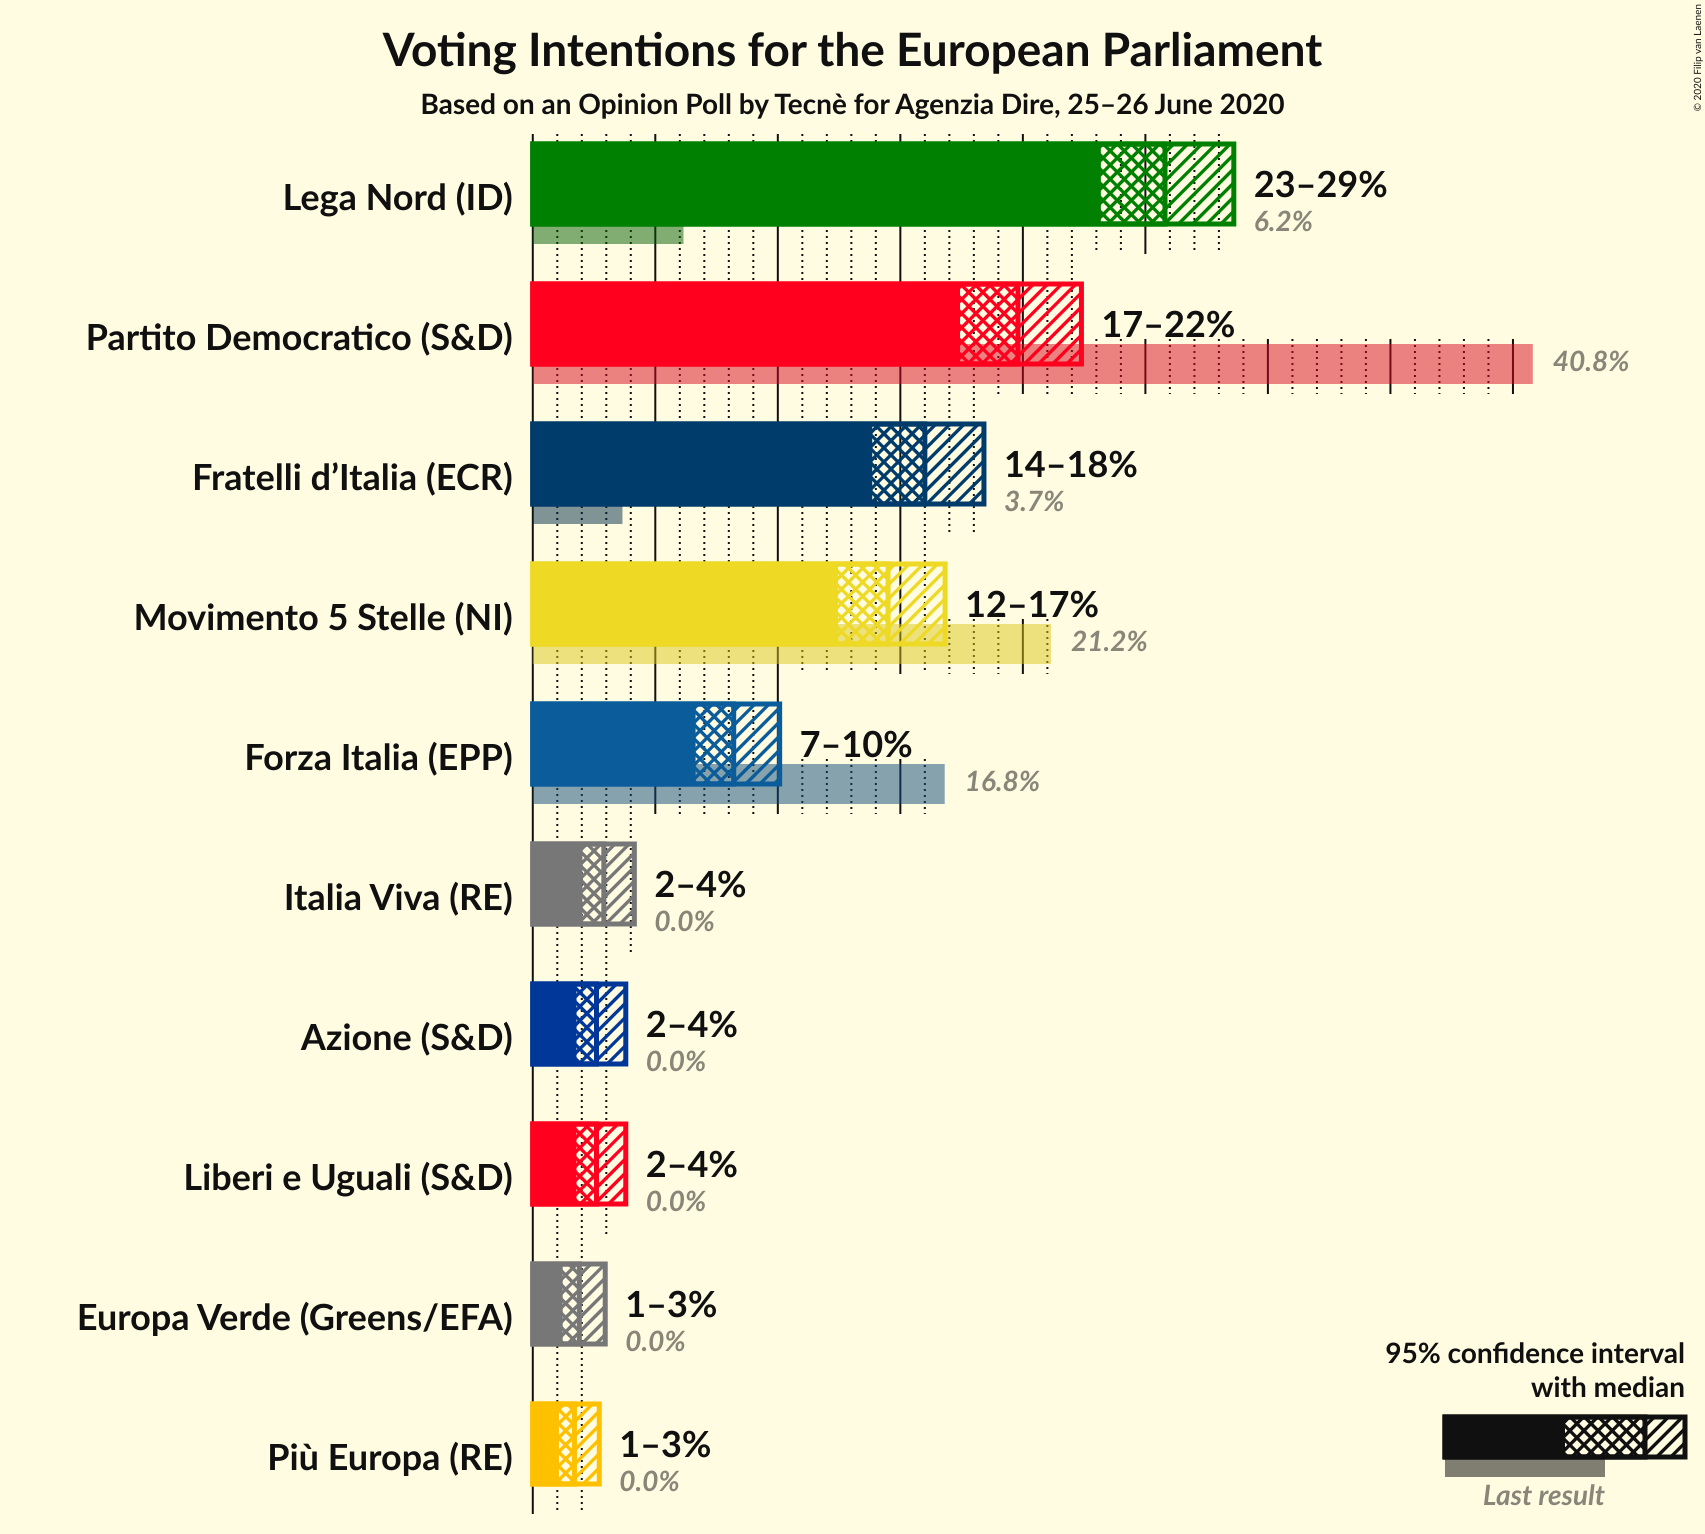 Voting Intentions for the European Parliament
Based on an Opinion Poll by Tecnè for Agenzia Dire, 25–26 June 2020
© 2020 Filip van Laenen
Lega Nord (ID)
23–29%
6.2%
Partito Democratico (S&D)
17–22%
40.8%
Fratelli d’Italia (ECR)
14–18%
3.7%
Movimento 5 Stelle (NI)
12–17%
21.2%
Forza Italia (EPP)
7–10%
16.8%
Italia Viva (RE)
2–4%
0.0%
Azione (S&D)
2–4%
0.0%
Liberi e Uguali (S&D)
2–4%
0.0%
Europa Verde (Greens/EFA)
1–3%
0.0%
Più Europa (RE)
1–3%
0.0%
95% confidence interval
with median
Last result